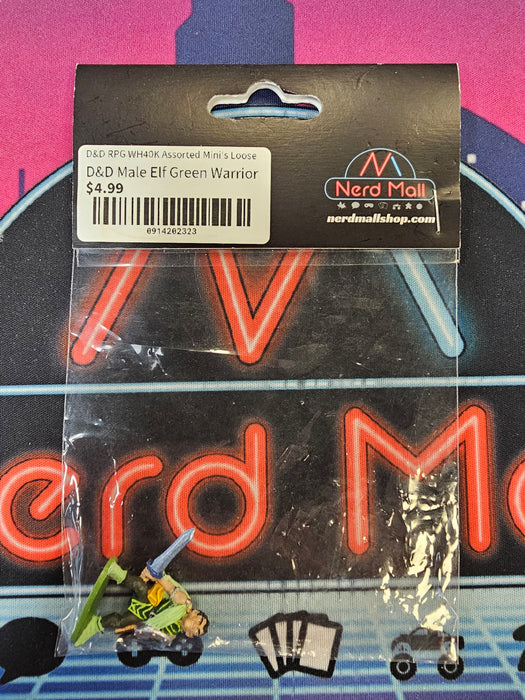 D&D RPG WH40K Assorted Mini's Loose
D&D Male Elf Green Warrior
$4.99
0914202323
Nerd Mall
nerdmallshop.com
erd Ma